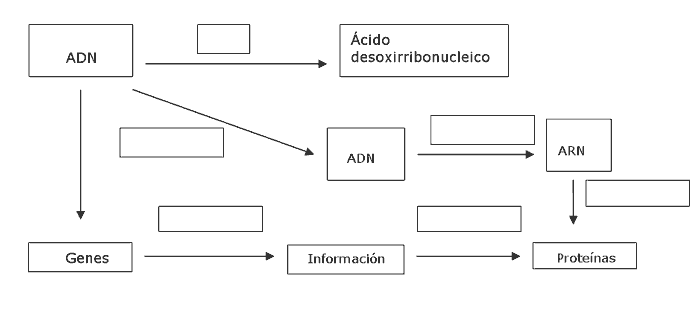 ADN
Ácido
desoxirribonucleico
ADN
ARN
Genes
Información
Proteínas